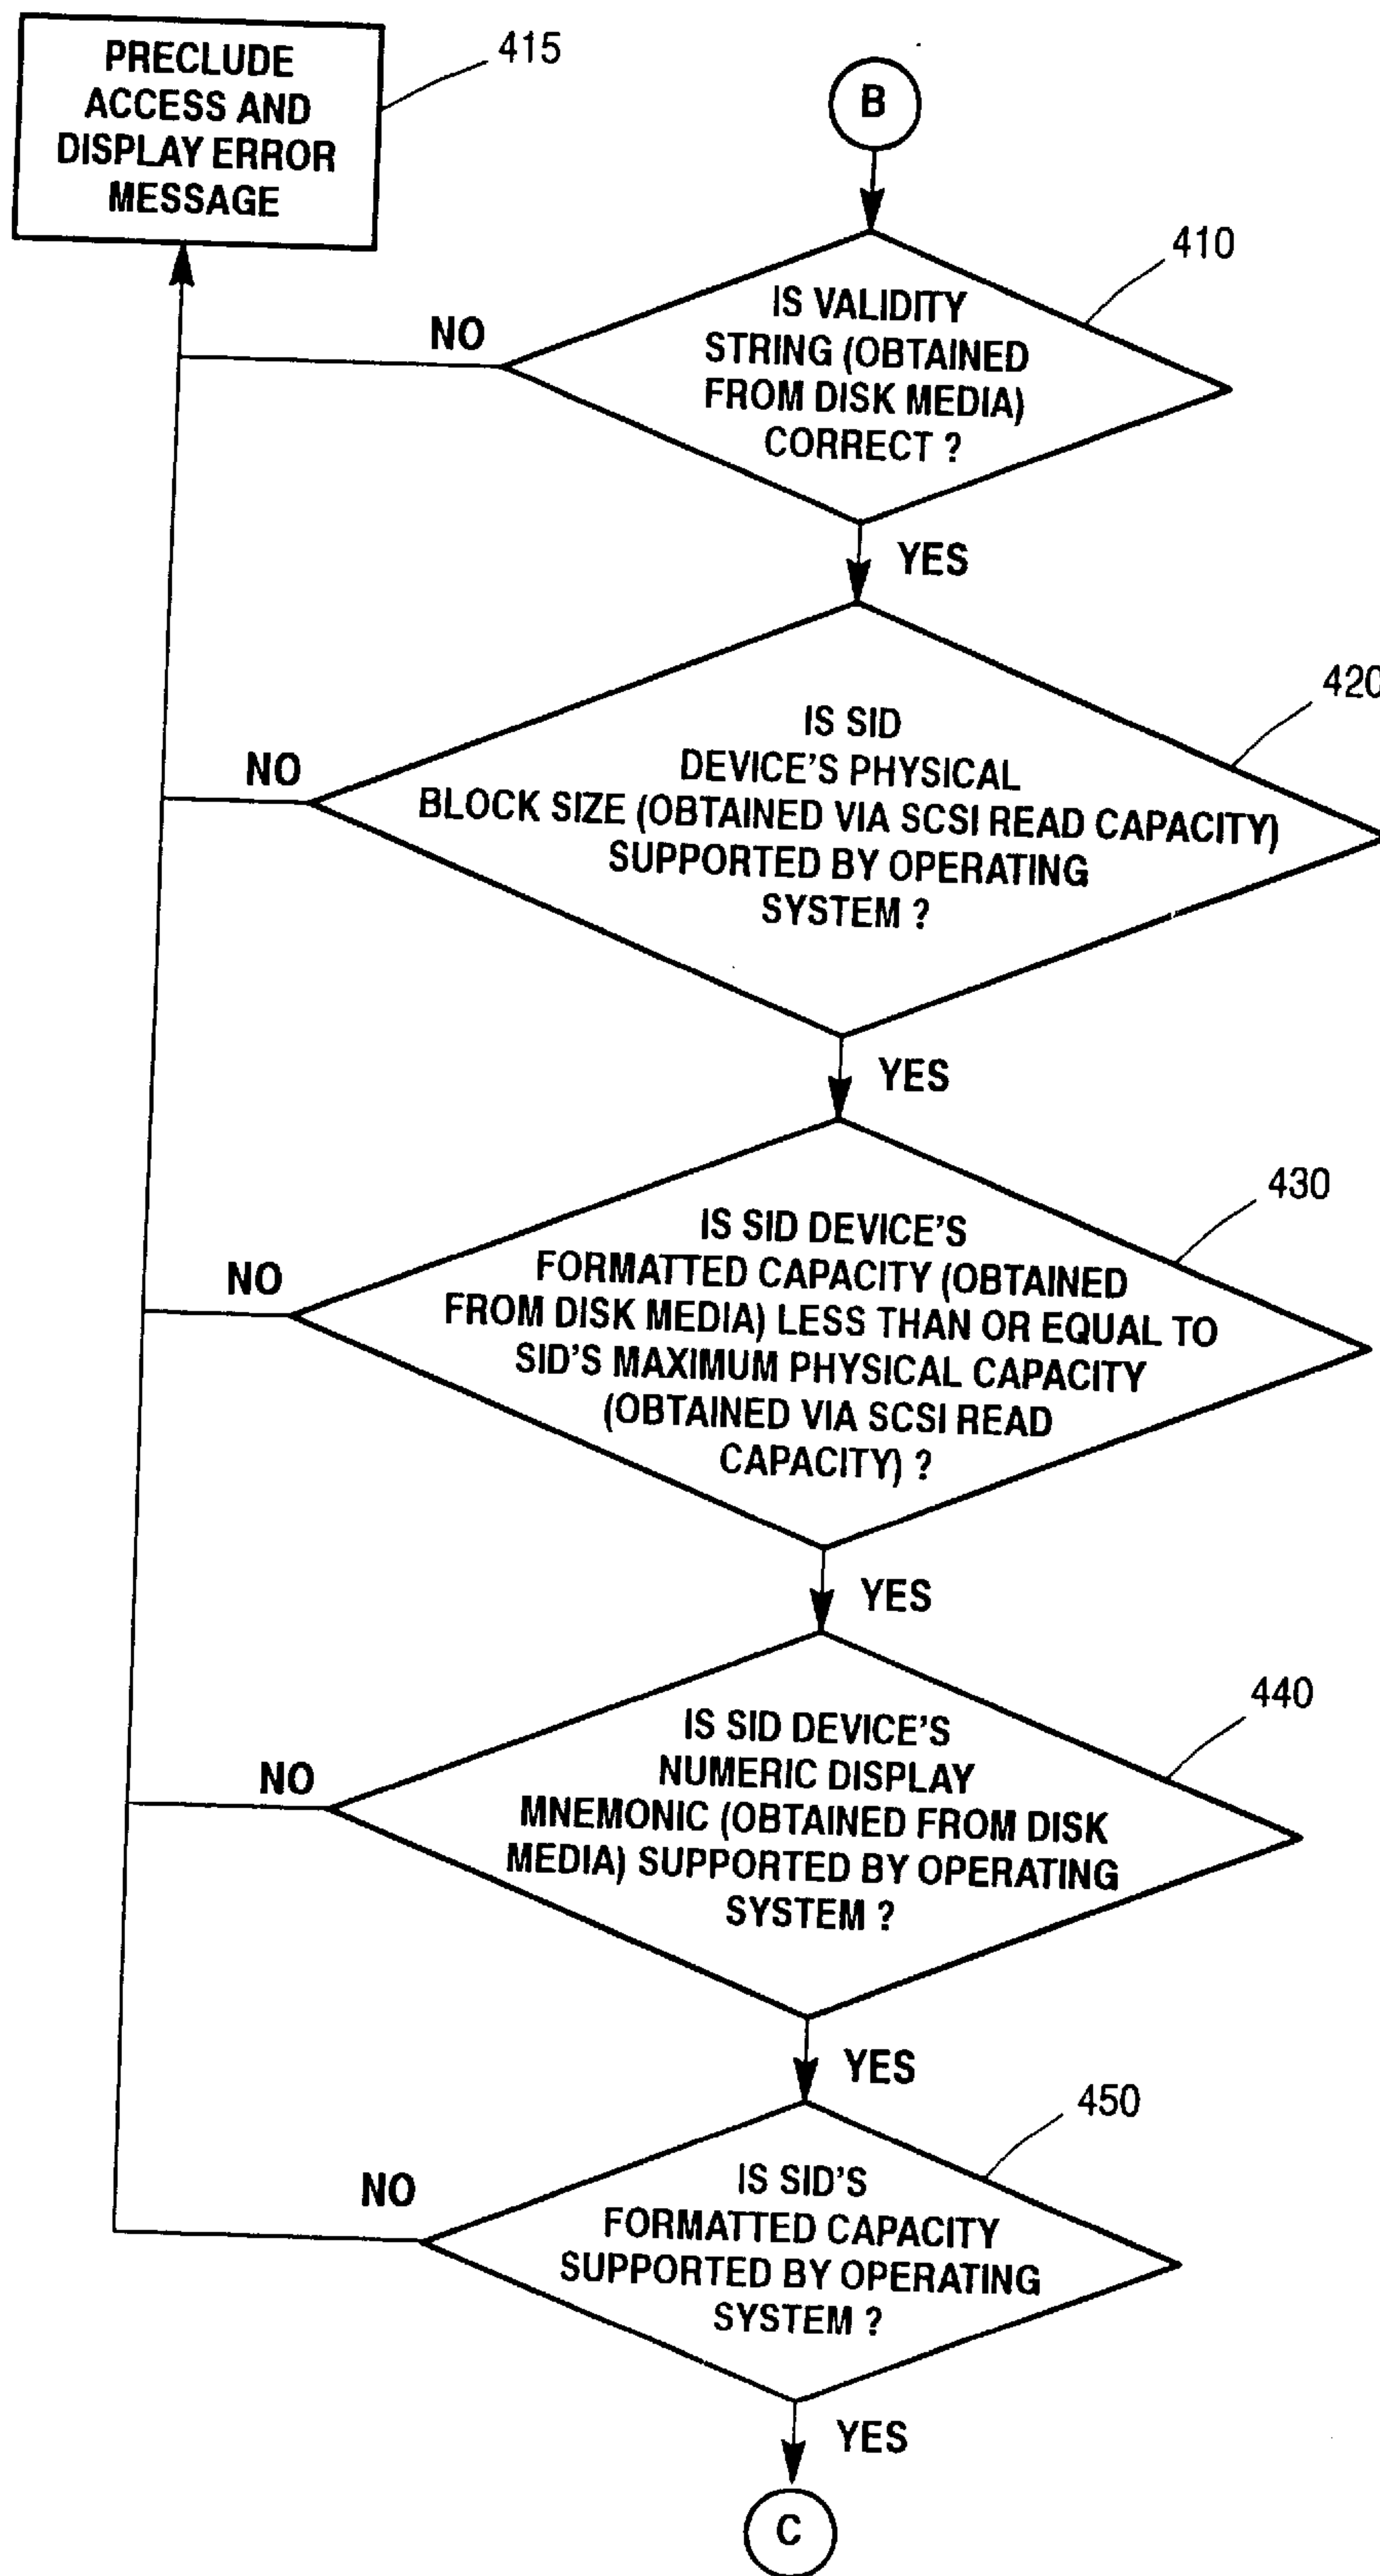 PRECLUDE
ACCESS AND
DISPLAY ERROR
MESSAGE
415
B
410
IS VALIDITY
STRING (OBTAINED
FROM DISK MEDIA)
CORRECT ?
NO
YES
420
IS SID
DEVICE'S PHYSICAL
BLOCK SIZE (OBTAINED VIA SCSI READ CAPACITY)
SUPPORTED BY OPERATING
SYSTEM ?
NO
YES
430
IS SID DEVICE'S
FORMATTED CAPACITY (OBTAINED
FROM DISK MEDIA) LESS THAN OR EQUAL TO
SID'S MAXIMUM PHYSICAL CAPACITY
(OBTAINED VIA SCSI READ
CAPACITY) ?
NO
YES
440
IS SID DEVICE'S
NUMERIC DISPLAY
MNEMONIC (OBTAINED FROM DISK
MEDIA) SUPPORTED BY OPERATING
SYSTEM ?
NO
YES
450
IS SID'S
FORMATTED CAPACITY
SUPPORTED BY OPERATING
SYSTEM ?
NO
YES
C